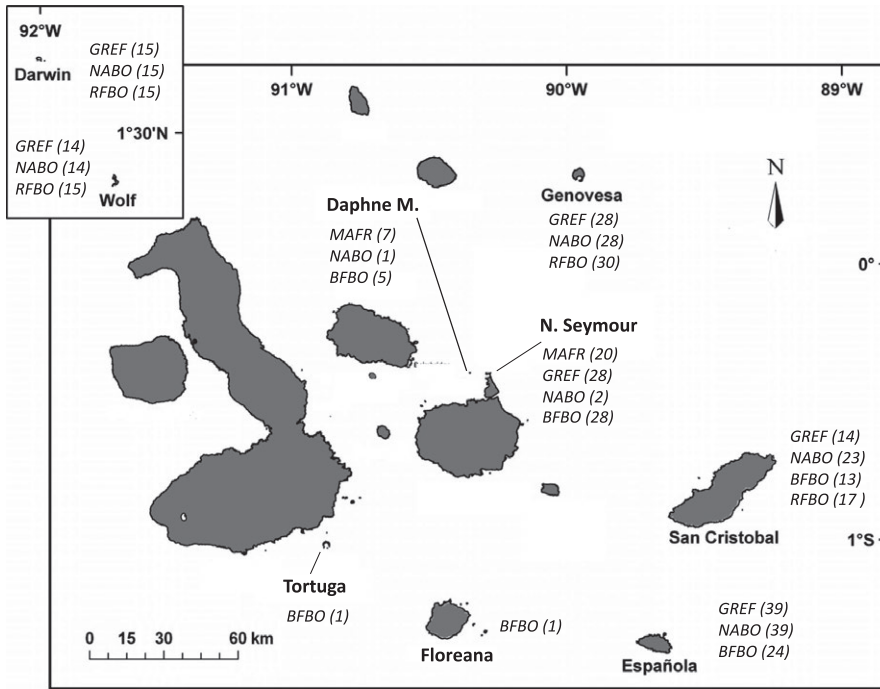 92°W
GREF (15)
NABO (15)
RFBO (15)
Darwin
1°30'N
GREF (14)
NABO (14)
RFBO (15)
Wolf
91°W
90°W
89°W
N
Genovesa
GREF (28)
NABO (28)
RFBO (30)
Daphne M.
MAFR (7)
NABO (1)
BFBO (5)
0°
N. Seymour
MAFR (20)
GREF (28)
NABO (2)
BFBO (28)
GREF (14)
NABO (23)
BFBO (13)
RFBO (17 )
San Cristobal
1°S
Tortuga
BFBO (1)
BFBO (1)
Floreana
GREF (39)
NABO (39)
BFBO (24)
Española
0 15 30 60 km